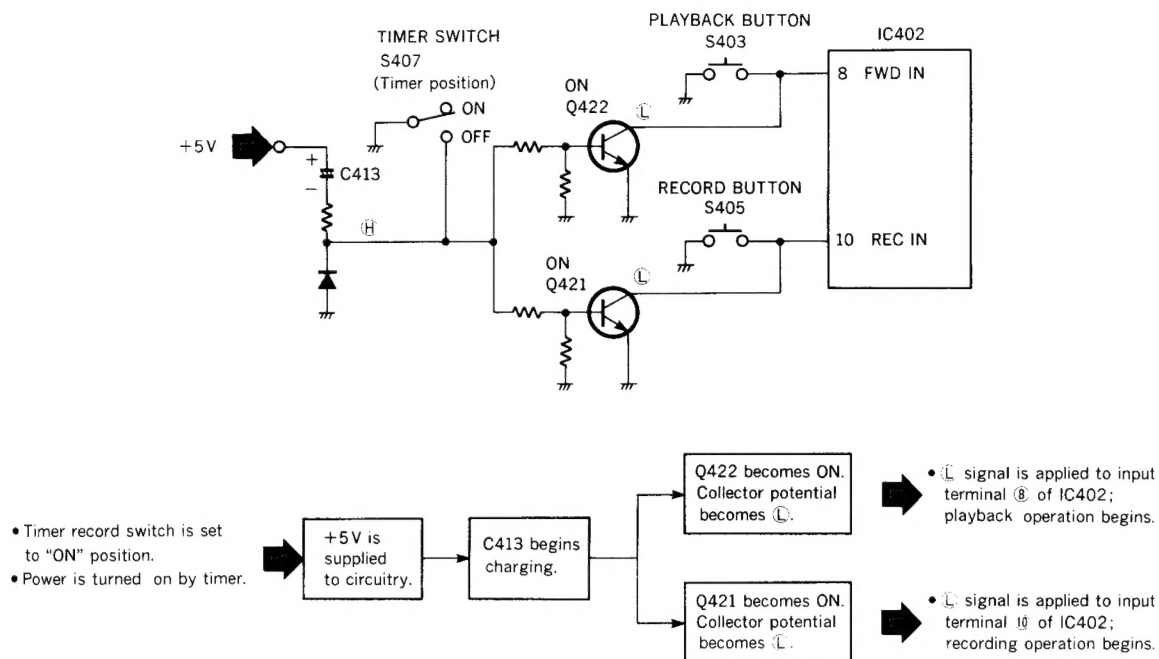 PLAYBACK BUTTON
S403
IC402
TIMER SWITCH
S407
(Timer position)
ON
OFF
ON
Q422
Ⓛ
8 FWD IN
+5V
+
C413
−
Ⓗ
RECORD BUTTON
S405
10 REC IN
ON
Q421
Ⓛ
• Timer record switch is set
to “ON” position.
• Power is turned on by timer.
+5V is
supplied
to circuitry.
C413 begins
charging.
Q422 becomes ON.
Collector potential
becomes Ⓛ.
• Ⓛ signal is applied to input
terminal ⑧ of IC402;
playback operation begins.
Q421 becomes ON.
Collector potential
becomes Ⓛ.
• Ⓛ signal is applied to input
terminal ⑩ of IC402;
recording operation begins.